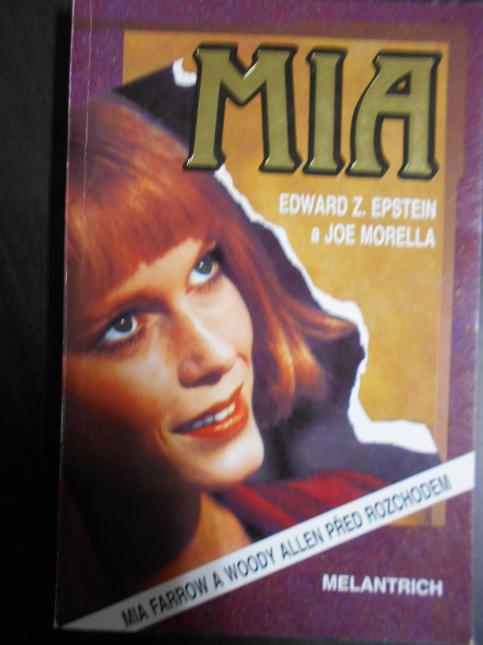 MIA
EDWARD Z. EPSTEIN
a JOE MORELLA
MIA FARROW A WOODY ALLEN PŘED ROZCHODEM
MELANTRICH